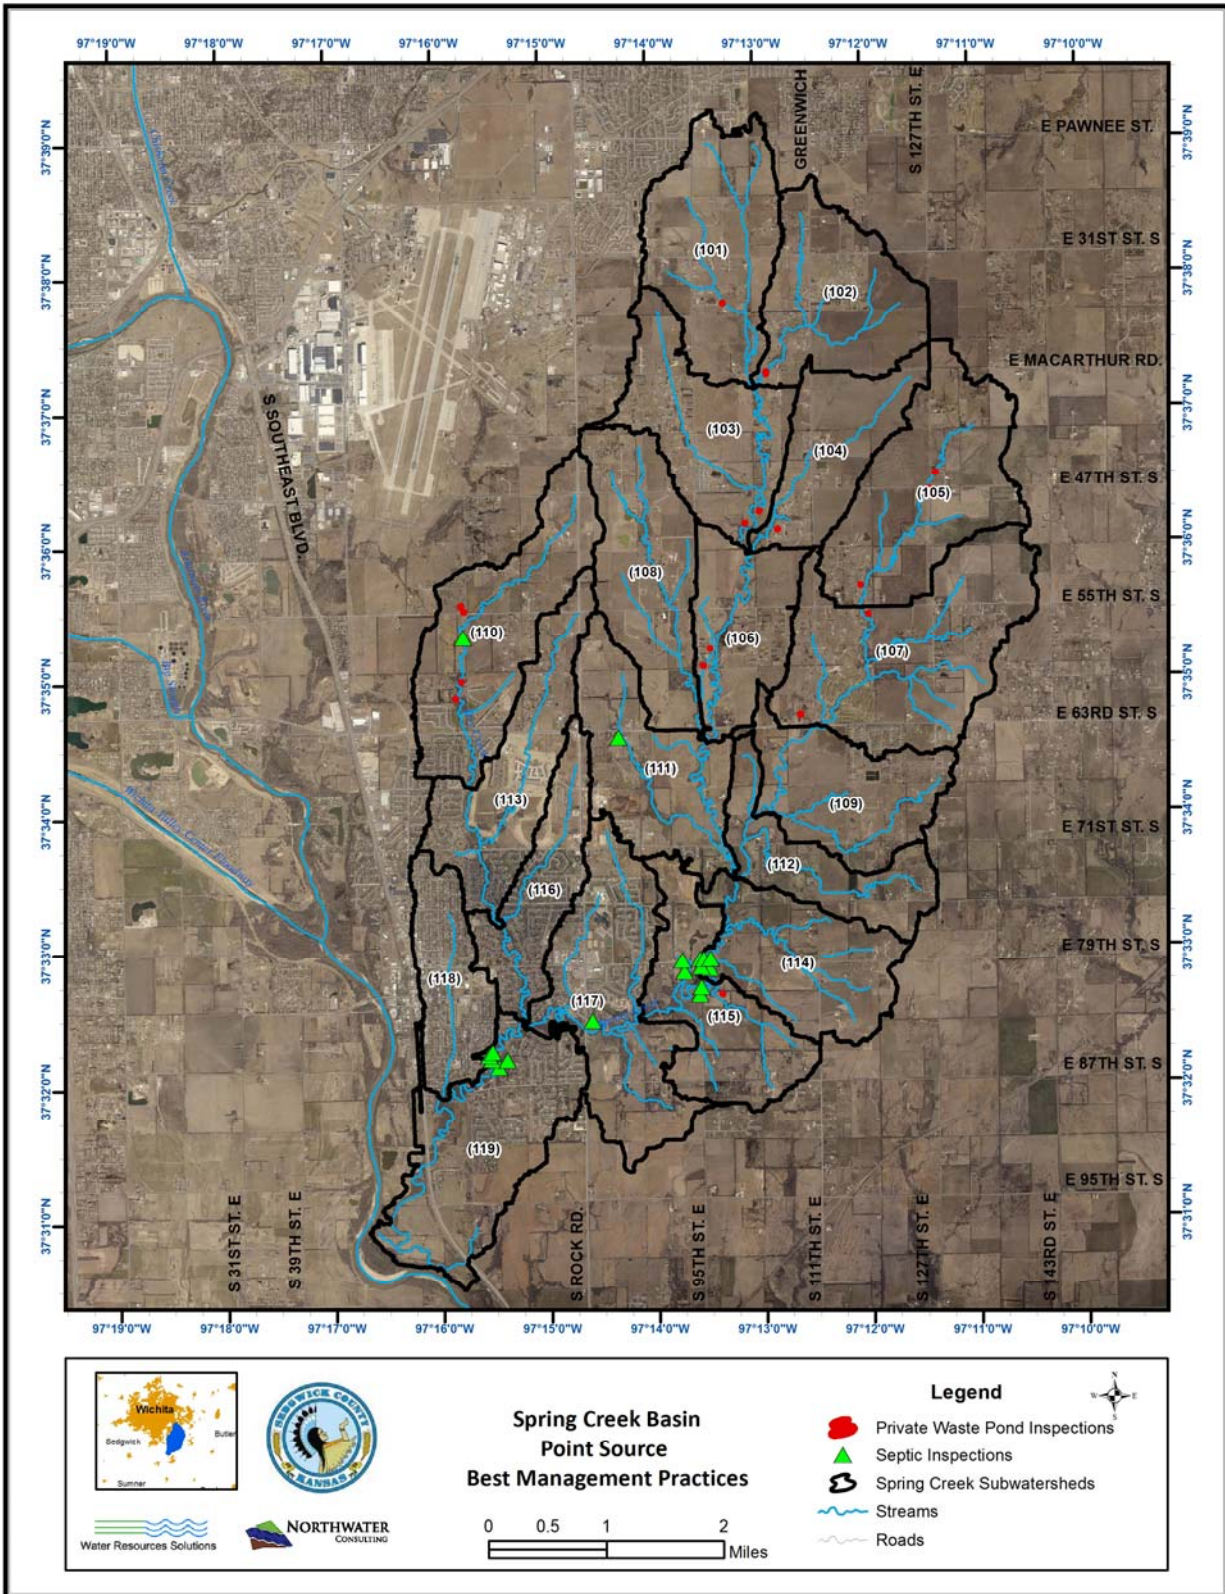 97°19'0"W 97°18'0"W 97°17'0"W 97°16'0"W 97°15'0"W 97°14'0"W 97°13'0"W 97°12'0"W 97°11'0"W 97°10'0"W
37°39'0"N
37°38'0"N
37°37'0"N
37°36'0"N
37°35'0"N
37°34'0"N
37°33'0"N
37°32'0"N
37°31'0"N
GREENWICH
S 127TH ST. E
E PAWNEE ST.
E 31ST ST. S
E MACARTHUR RD.
E 47TH ST. S
E 55TH ST. S
E 63RD ST. S
E 71ST ST. S
E 79TH ST. S
E 87TH ST. S
E 95TH ST. S
S SOUTHEAST BLVD.
(101)
(102)
(103)
(104)
(105)
(108)
(106)
(110)
(107)
(111)
(113)
(109)
(112)
(116)
(118)
(114)
(117)
(115)
(119)
Wichita Valley Center Floodway
S 31ST ST. E
S 39TH ST. E
S ROCK RD.
S 95TH ST. E
S 111TH ST. E
S 127TH ST. E
S 143RD ST. E
37°39'0"N
37°38'0"N
37°37'0"N
37°36'0"N
37°35'0"N
37°34'0"N
37°33'0"N
37°32'0"N
37°31'0"N
97°19'0"W 97°18'0"W 97°17'0"W 97°16'0"W 97°15'0"W 97°14'0"W 97°13'0"W 97°12'0"W 97°11'0"W 97°10'0"W
Wichita
Sedgwick
Butler
Sumner
SEDGWICK COUNTY
KANSAS
Water Resources Solutions
NORTHWATER
CONSULTING
Spring Creek Basin
Point Source
Best Management Practices
0 0.5 1 2
Miles
Legend
N
W E
S
Private Waste Pond Inspections
Septic Inspections
Spring Creek Subwatersheds
Streams
Roads